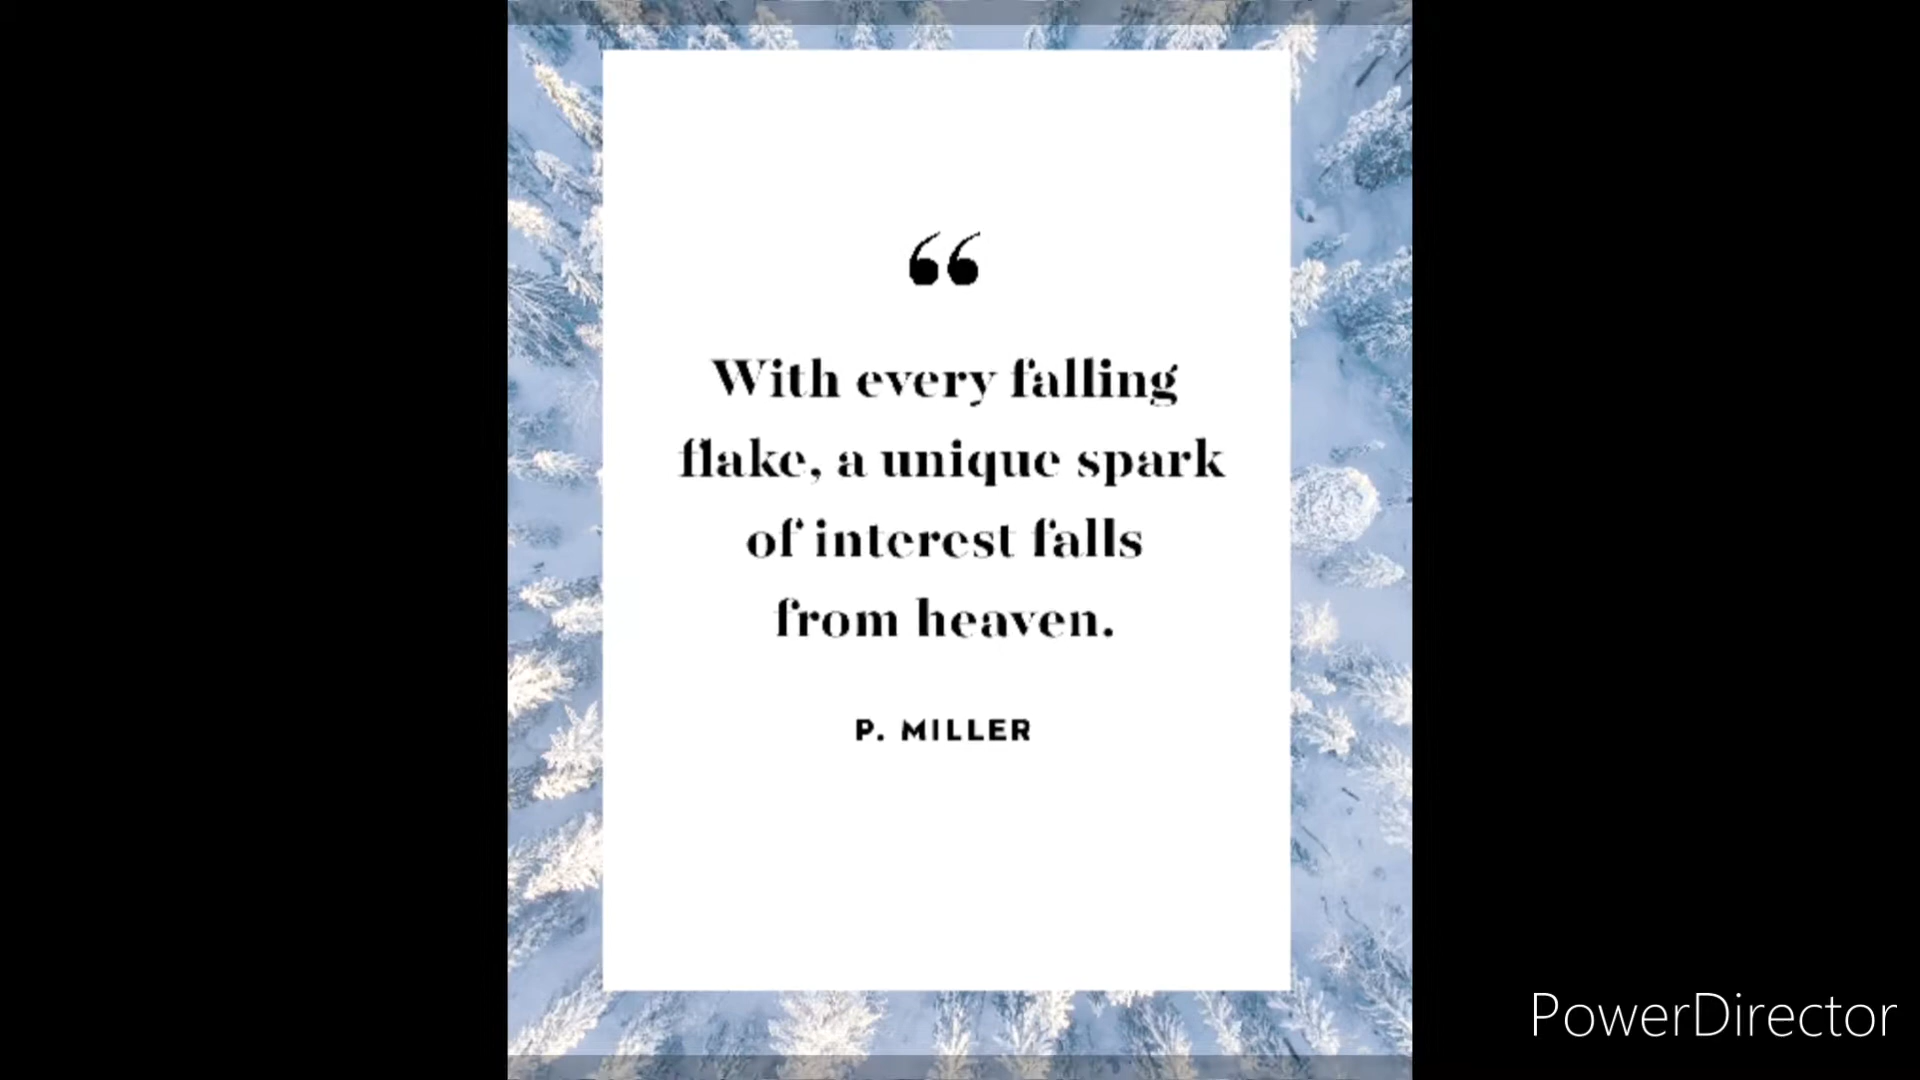 “
With every falling
flake, a unique spark
of interest falls
from heaven.
P. MILLER
PowerDirector